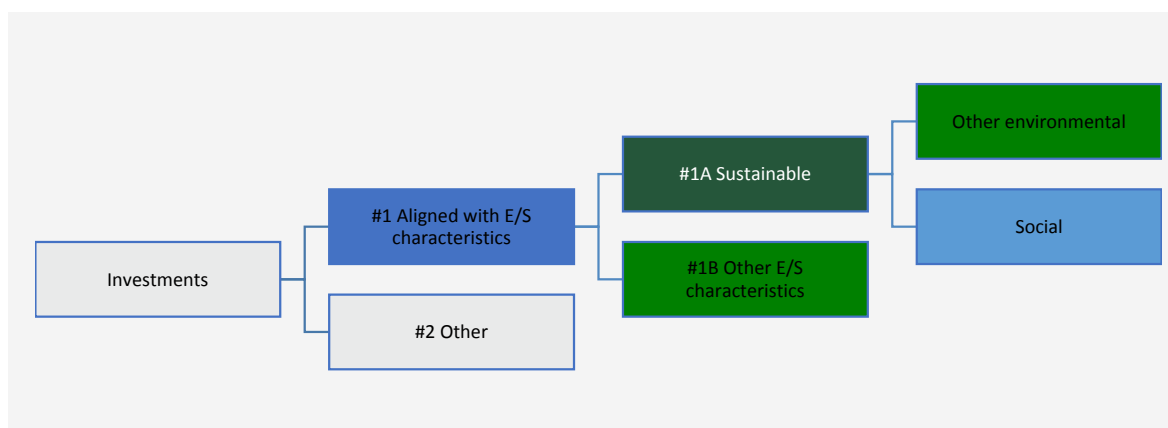 Investments
#1 Aligned with E/S
characteristics
#2 Other
#1A Sustainable
#1B Other E/S
characteristics
Other environmental
Social